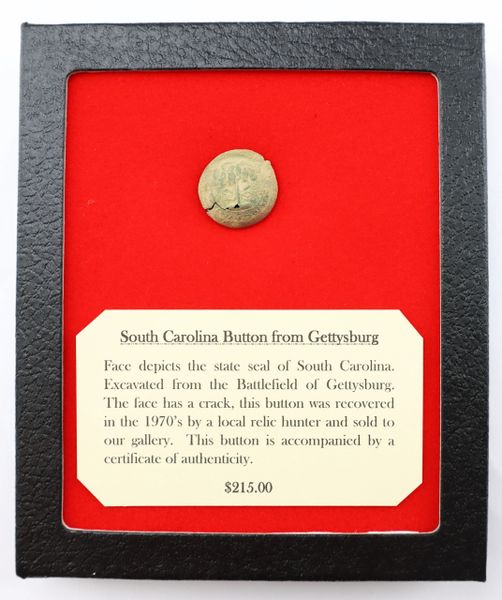 South Carolina Button from Gettysburg
Face depicts the state seal of South Carolina.
Excavated from the Battlefield of Gettysburg.
The face has a crack, this button was recovered
in the 1970's by a local relic hunter and sold to
our gallery. This button is accompanied by a
certificate of authenticity.
$215.00